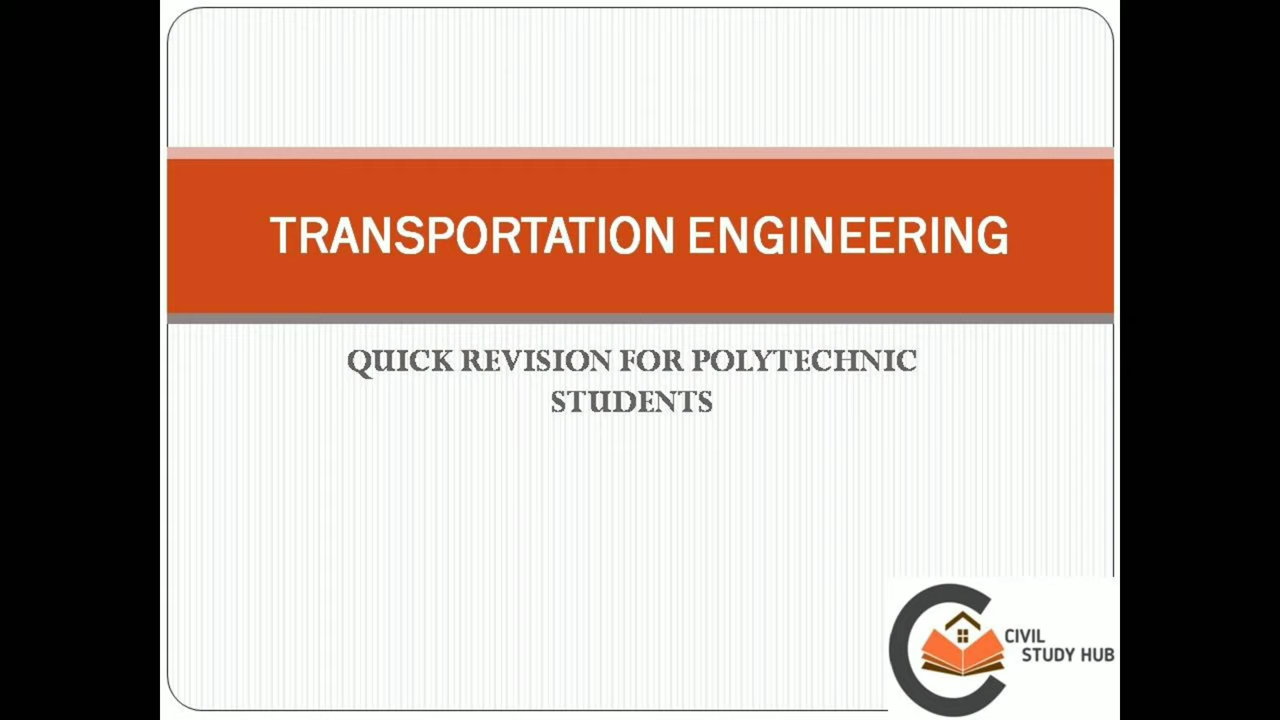 TRANSPORTATION ENGINEERING
QUICK REVISION FOR POLYTECHNIC
STUDENTS
CIVIL
STUDY HUB